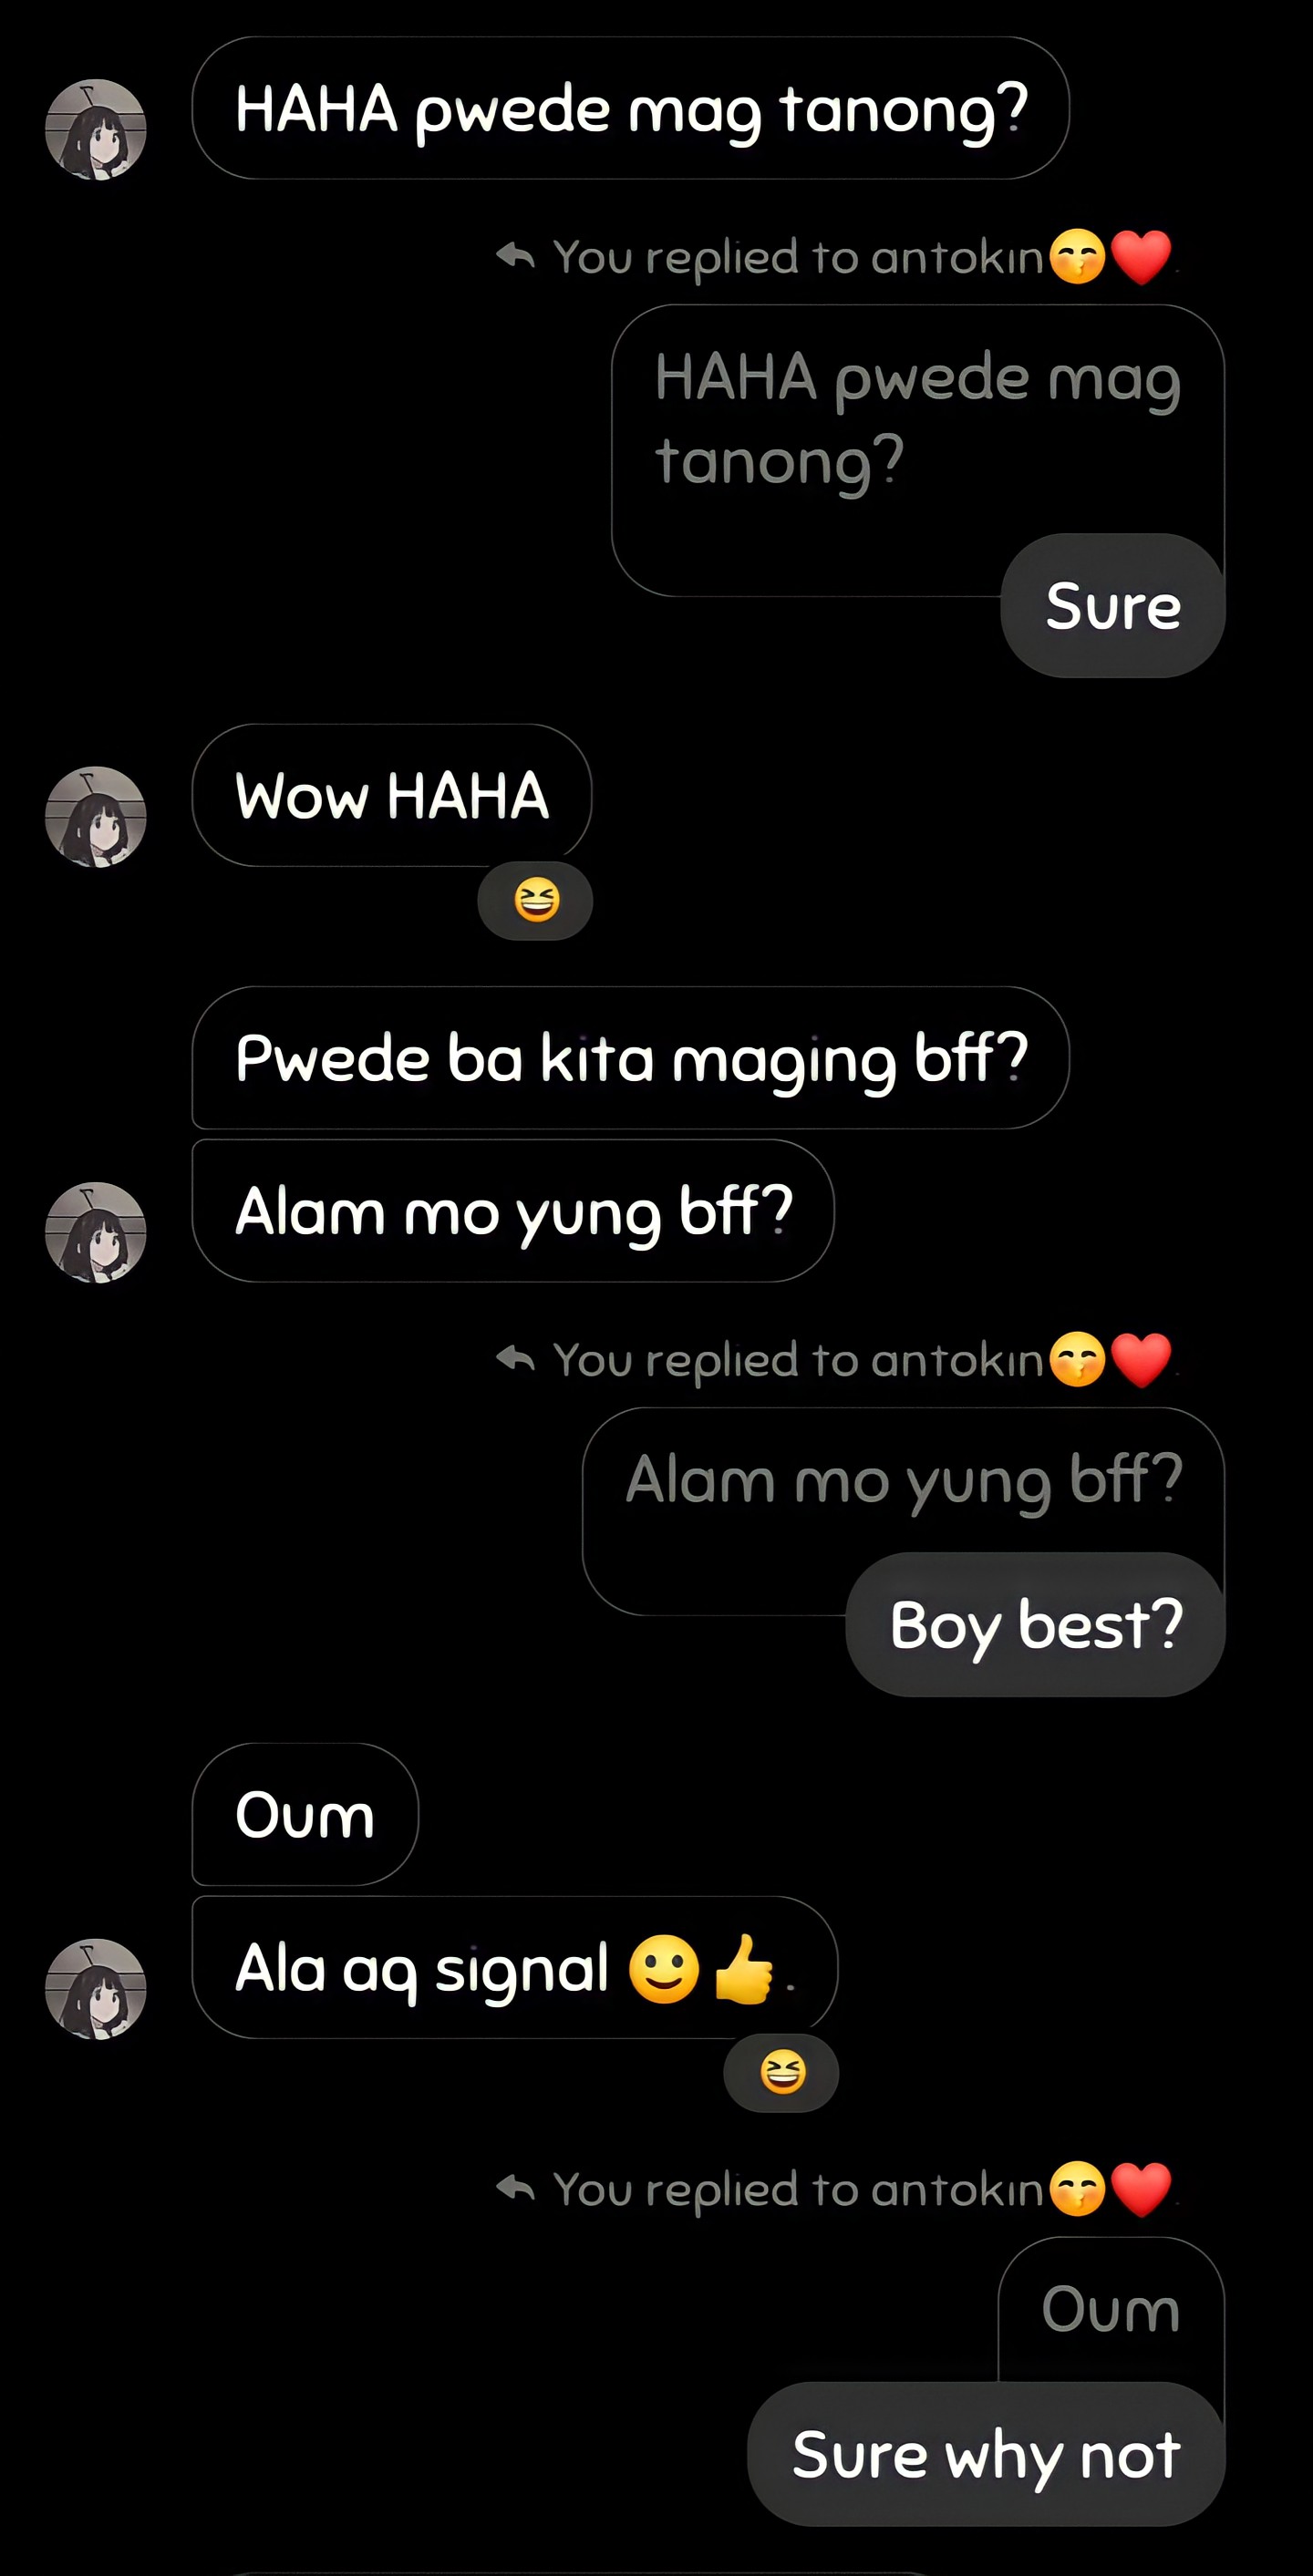 HAHA pwede mag tanong?
You replied to antokin😙❤️.
HAHA pwede mag
tanong?
Sure
Wow HAHA
😆
Pwede ba kita maging bff?
Alam mo yung bff?
You replied to antokin😙❤️.
Alam mo yung bff?
Boy best?
Oum
Ala aq signal 🙂👍.
😆
You replied to antokin😙❤️.
Oum
Sure why not